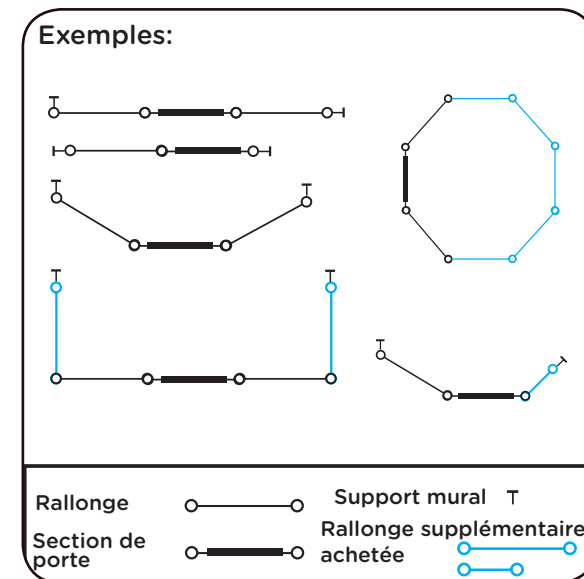 Exemples:
Rallonge
Support mural
Section de
porte
Rallonge supplémentaire
achetée